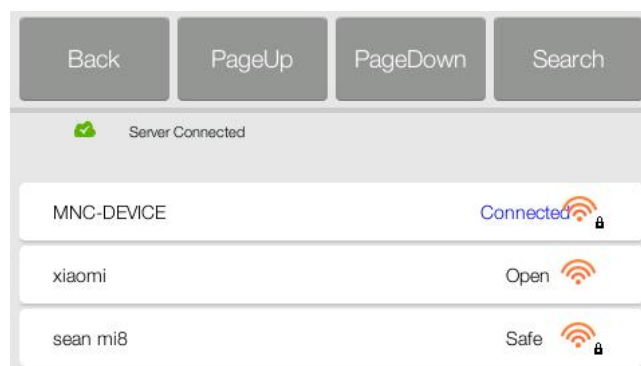 Back PageUp PageDown Search
Server Connected
MNC-DEVICE Connected
xiaomi Open
sean mi8 Safe